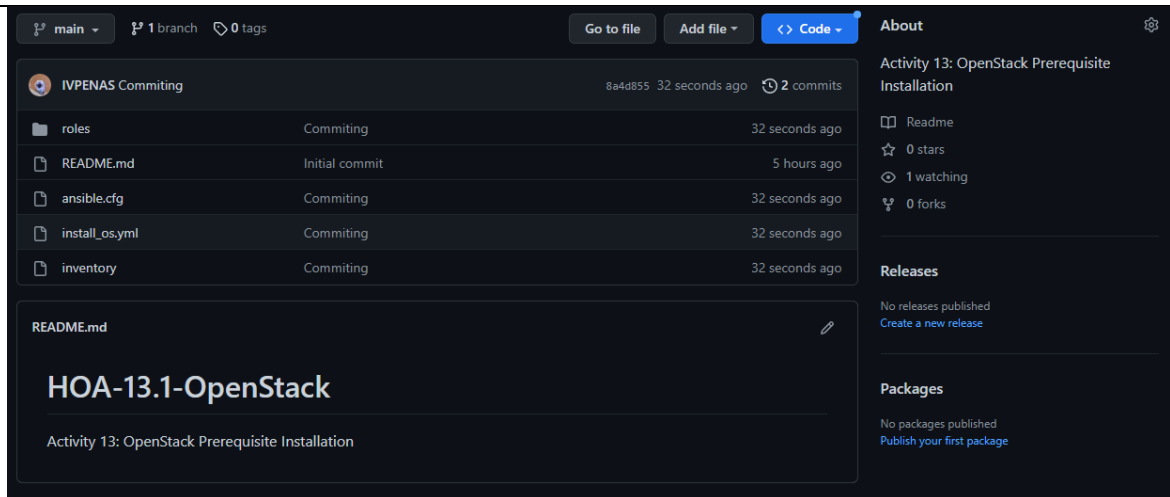 main 1 branch 0 tags Go to file Add file <> Code
IVPENAS Commiting 8a4d855 32 seconds ago 2 commits
roles Commiting 32 seconds ago
README.md Initial commit 5 hours ago
ansible.cfg Commiting 32 seconds ago
install_os.yml Commiting 32 seconds ago
inventory Commiting 32 seconds ago
README.md
HOA-13.1-OpenStack
Activity 13: OpenStack Prerequisite Installation
About
Activity 13: OpenStack Prerequisite
Installation
Readme
0 stars
1 watching
0 forks
Releases
No releases published
Create a new release
Packages
No packages published
Publish your first package